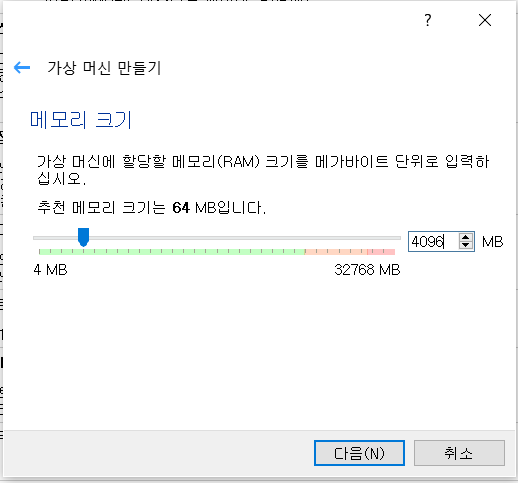 ?
가상 머신 만들기
메모리 크기
가상 머신에 할당할 메모리(RAM) 크기를 메가바이트 단위로 입력하
십시오.
추천 메모리 크기는 64 MB입니다.
4096 MB
4 MB 32768 MB
다음(N) 취소